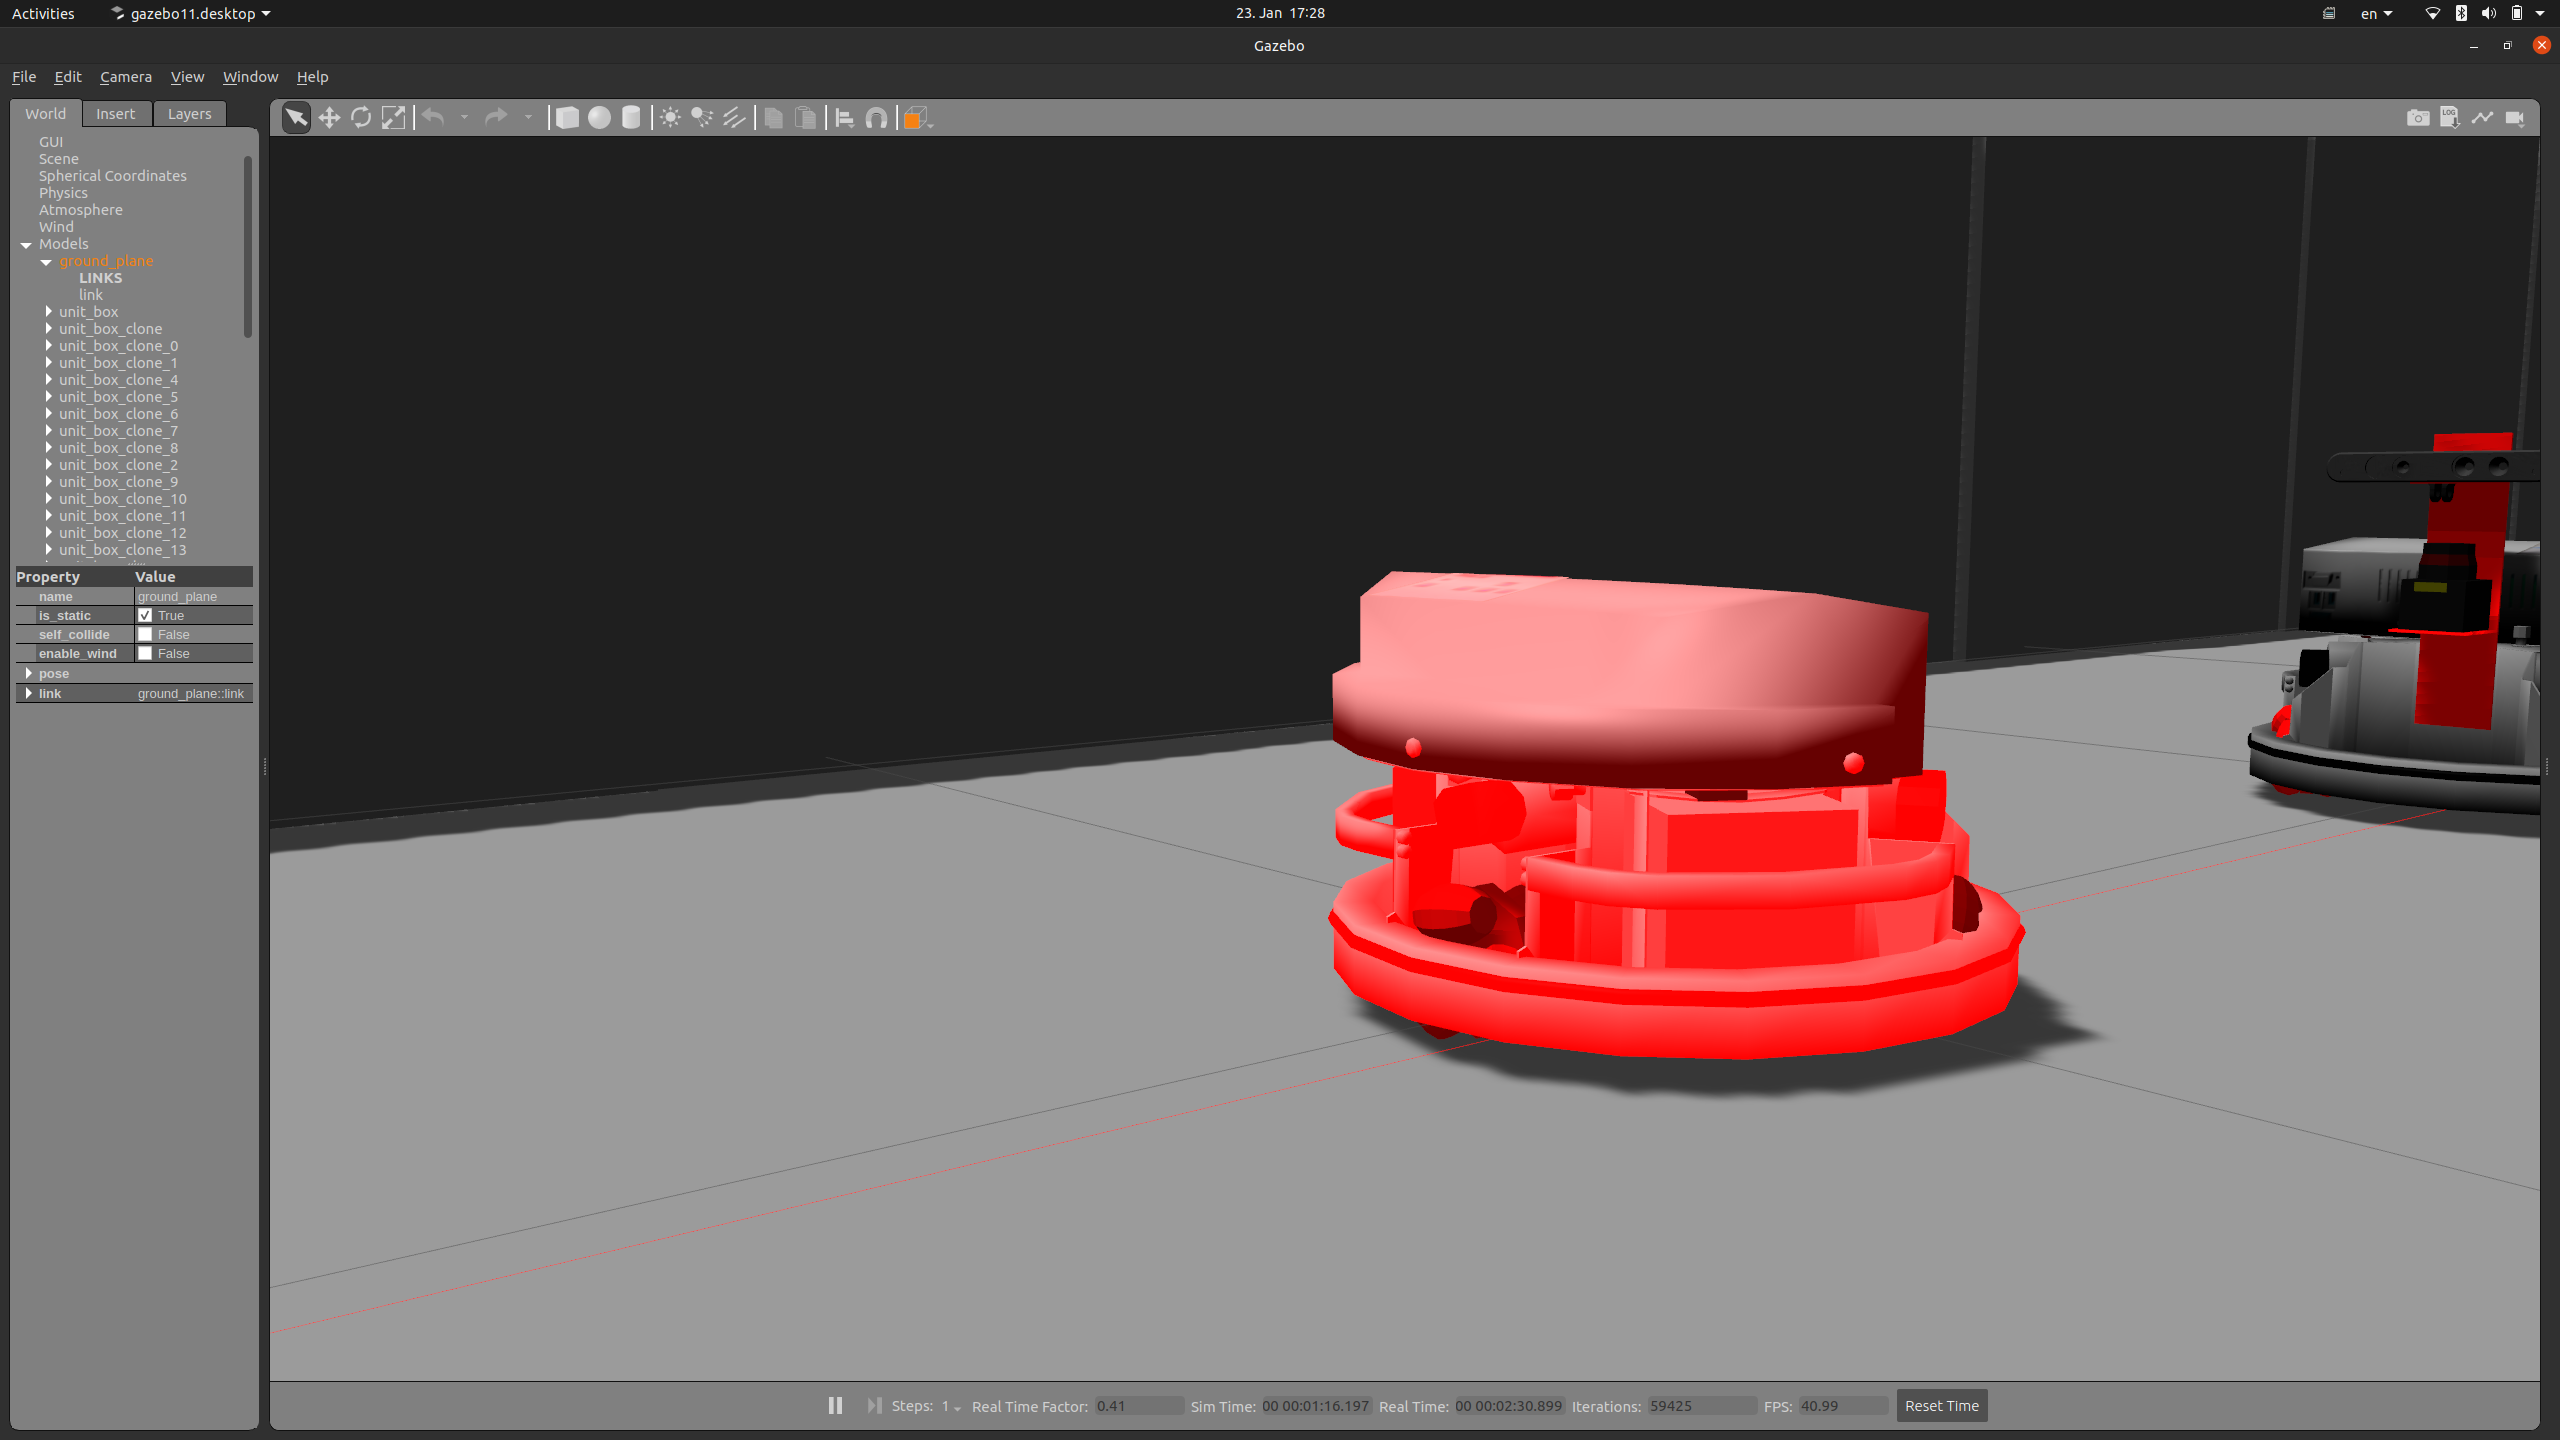 Activities gazebo11.desktop 23. Jan 17:28 en
Gazebo
File Edit Camera View Window Help
World Insert Layers
GUI
Scene
Spherical Coordinates
Physics
Atmosphere
Wind
Models
ground_plane
LINKS
link
unit_box
unit_box_clone
unit_box_clone_0
unit_box_clone_1
unit_box_clone_4
unit_box_clone_5
unit_box_clone_6
unit_box_clone_7
unit_box_clone_8
unit_box_clone_2
unit_box_clone_9
unit_box_clone_10
unit_box_clone_11
unit_box_clone_12
unit_box_clone_13
Property Value
name ground_plane
is_static True
self_collide False
enable_wind False
pose
link ground_plane::link
LOG
Steps: 1 Real Time Factor: 0.41 Sim Time: 00 00:01:16.197 Real Time: 00 00:02:30.899 Iterations: 59425 FPS: 40.99 Reset Time